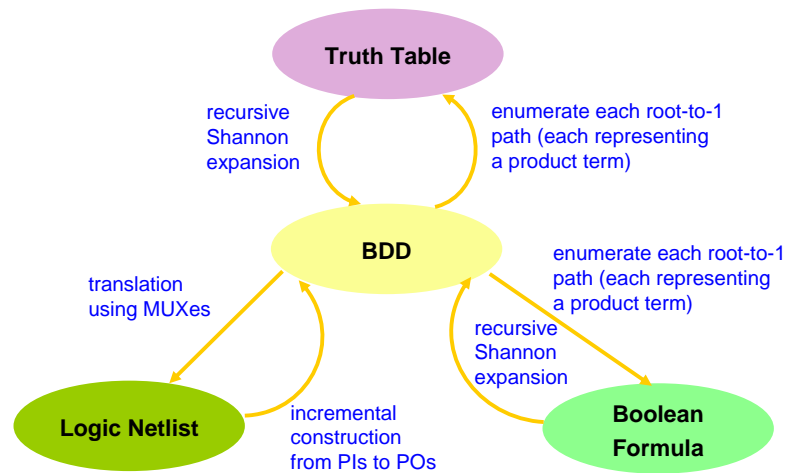 Truth Table
recursive
Shannon
expansion
enumerate each root-to-1
path (each representing
a product term)
BDD
translation
using MUXes
enumerate each root-to-1
path (each representing
a product term)
recursive
Shannon
expansion
Logic Netlist
incremental
construction
from PIs to POs
Boolean
Formula